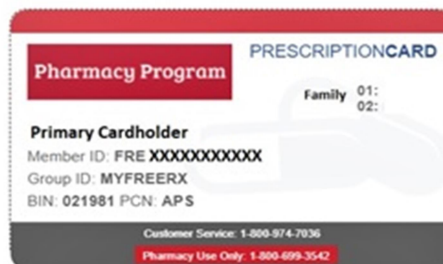 PRESCRIPTIONCARD
Pharmacy Program
Family 01:
02:
Primary Cardholder
Member ID: FRE XXXXXXXXXXX
Group ID: MYFREERX
BIN: 021981 PCN: APS
Customer Service: 1-800-974-7036
Pharmacy Use Only: 1-800-699-3542